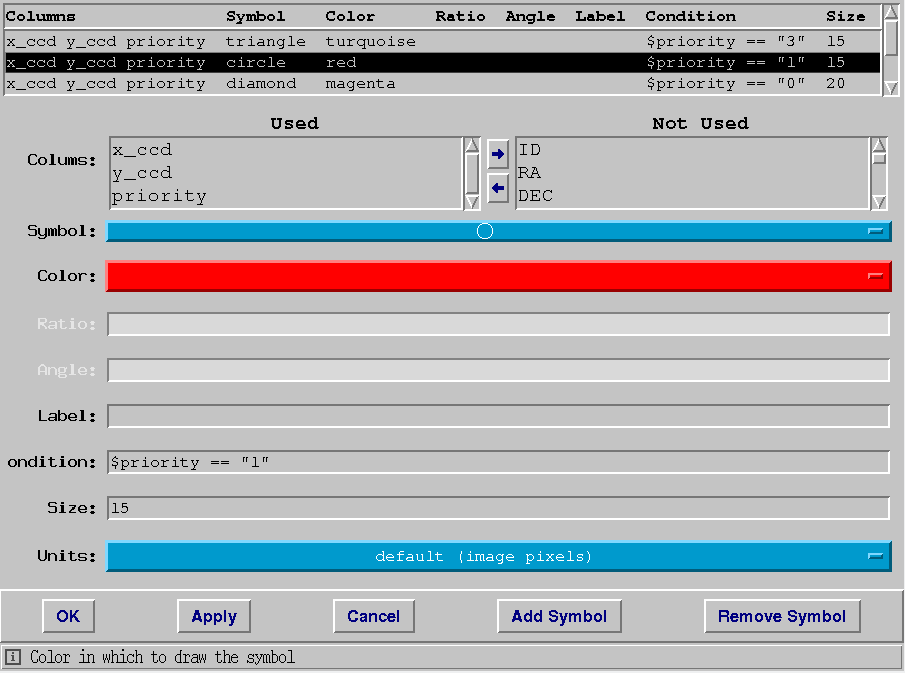 Columns Symbol Color Ratio Angle Label Condition Size
x_ccd y_ccd priority triangle turquoise $priority == "3" 15
x_ccd y_ccd priority circle red $priority == "1" 15
x_ccd y_ccd priority diamond magenta $priority == "0" 20
Used Not Used
Colums:
x_ccd ID
y_ccd RA
priority DEC
Symbol:
Color:
Ratio:
Angle:
Label:
ondition: $priority == "1"
Size: 15
Units: default (image pixels)
OK Apply Cancel Add Symbol Remove Symbol
i Color in which to draw the symbol